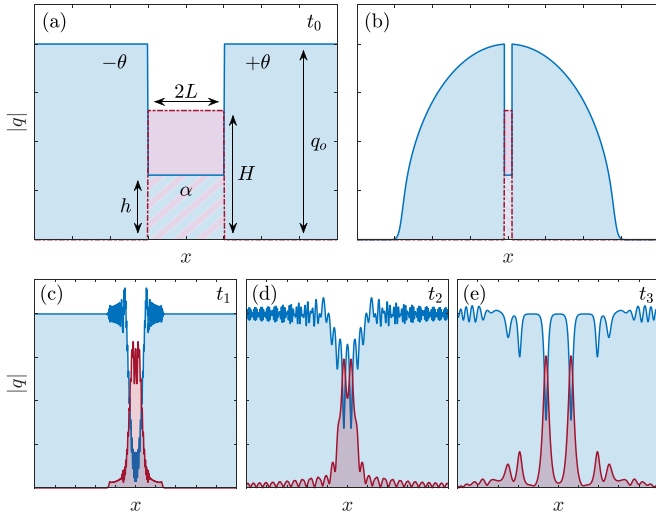 (a)
t₀
(b)
−θ
+θ
2L
|q|
qₒ
H
α
h
x
x
(c)
t₁
(d)
t₂
(e)
t₃
|q|
x
x
x